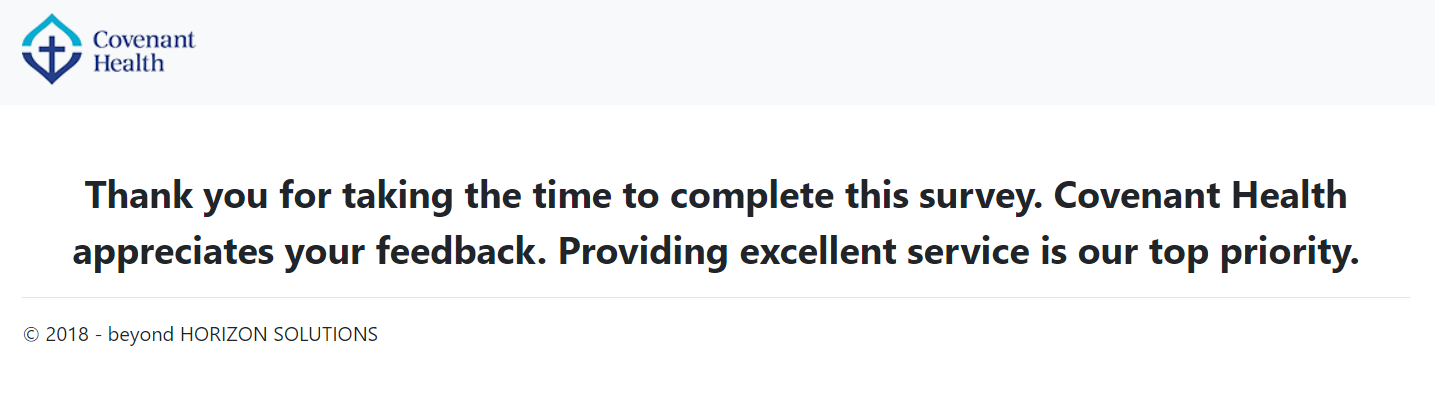 Covenant
Health
Thank you for taking the time to complete this survey. Covenant Health
appreciates your feedback. Providing excellent service is our top priority.
© 2018 - beyond HORIZON SOLUTIONS